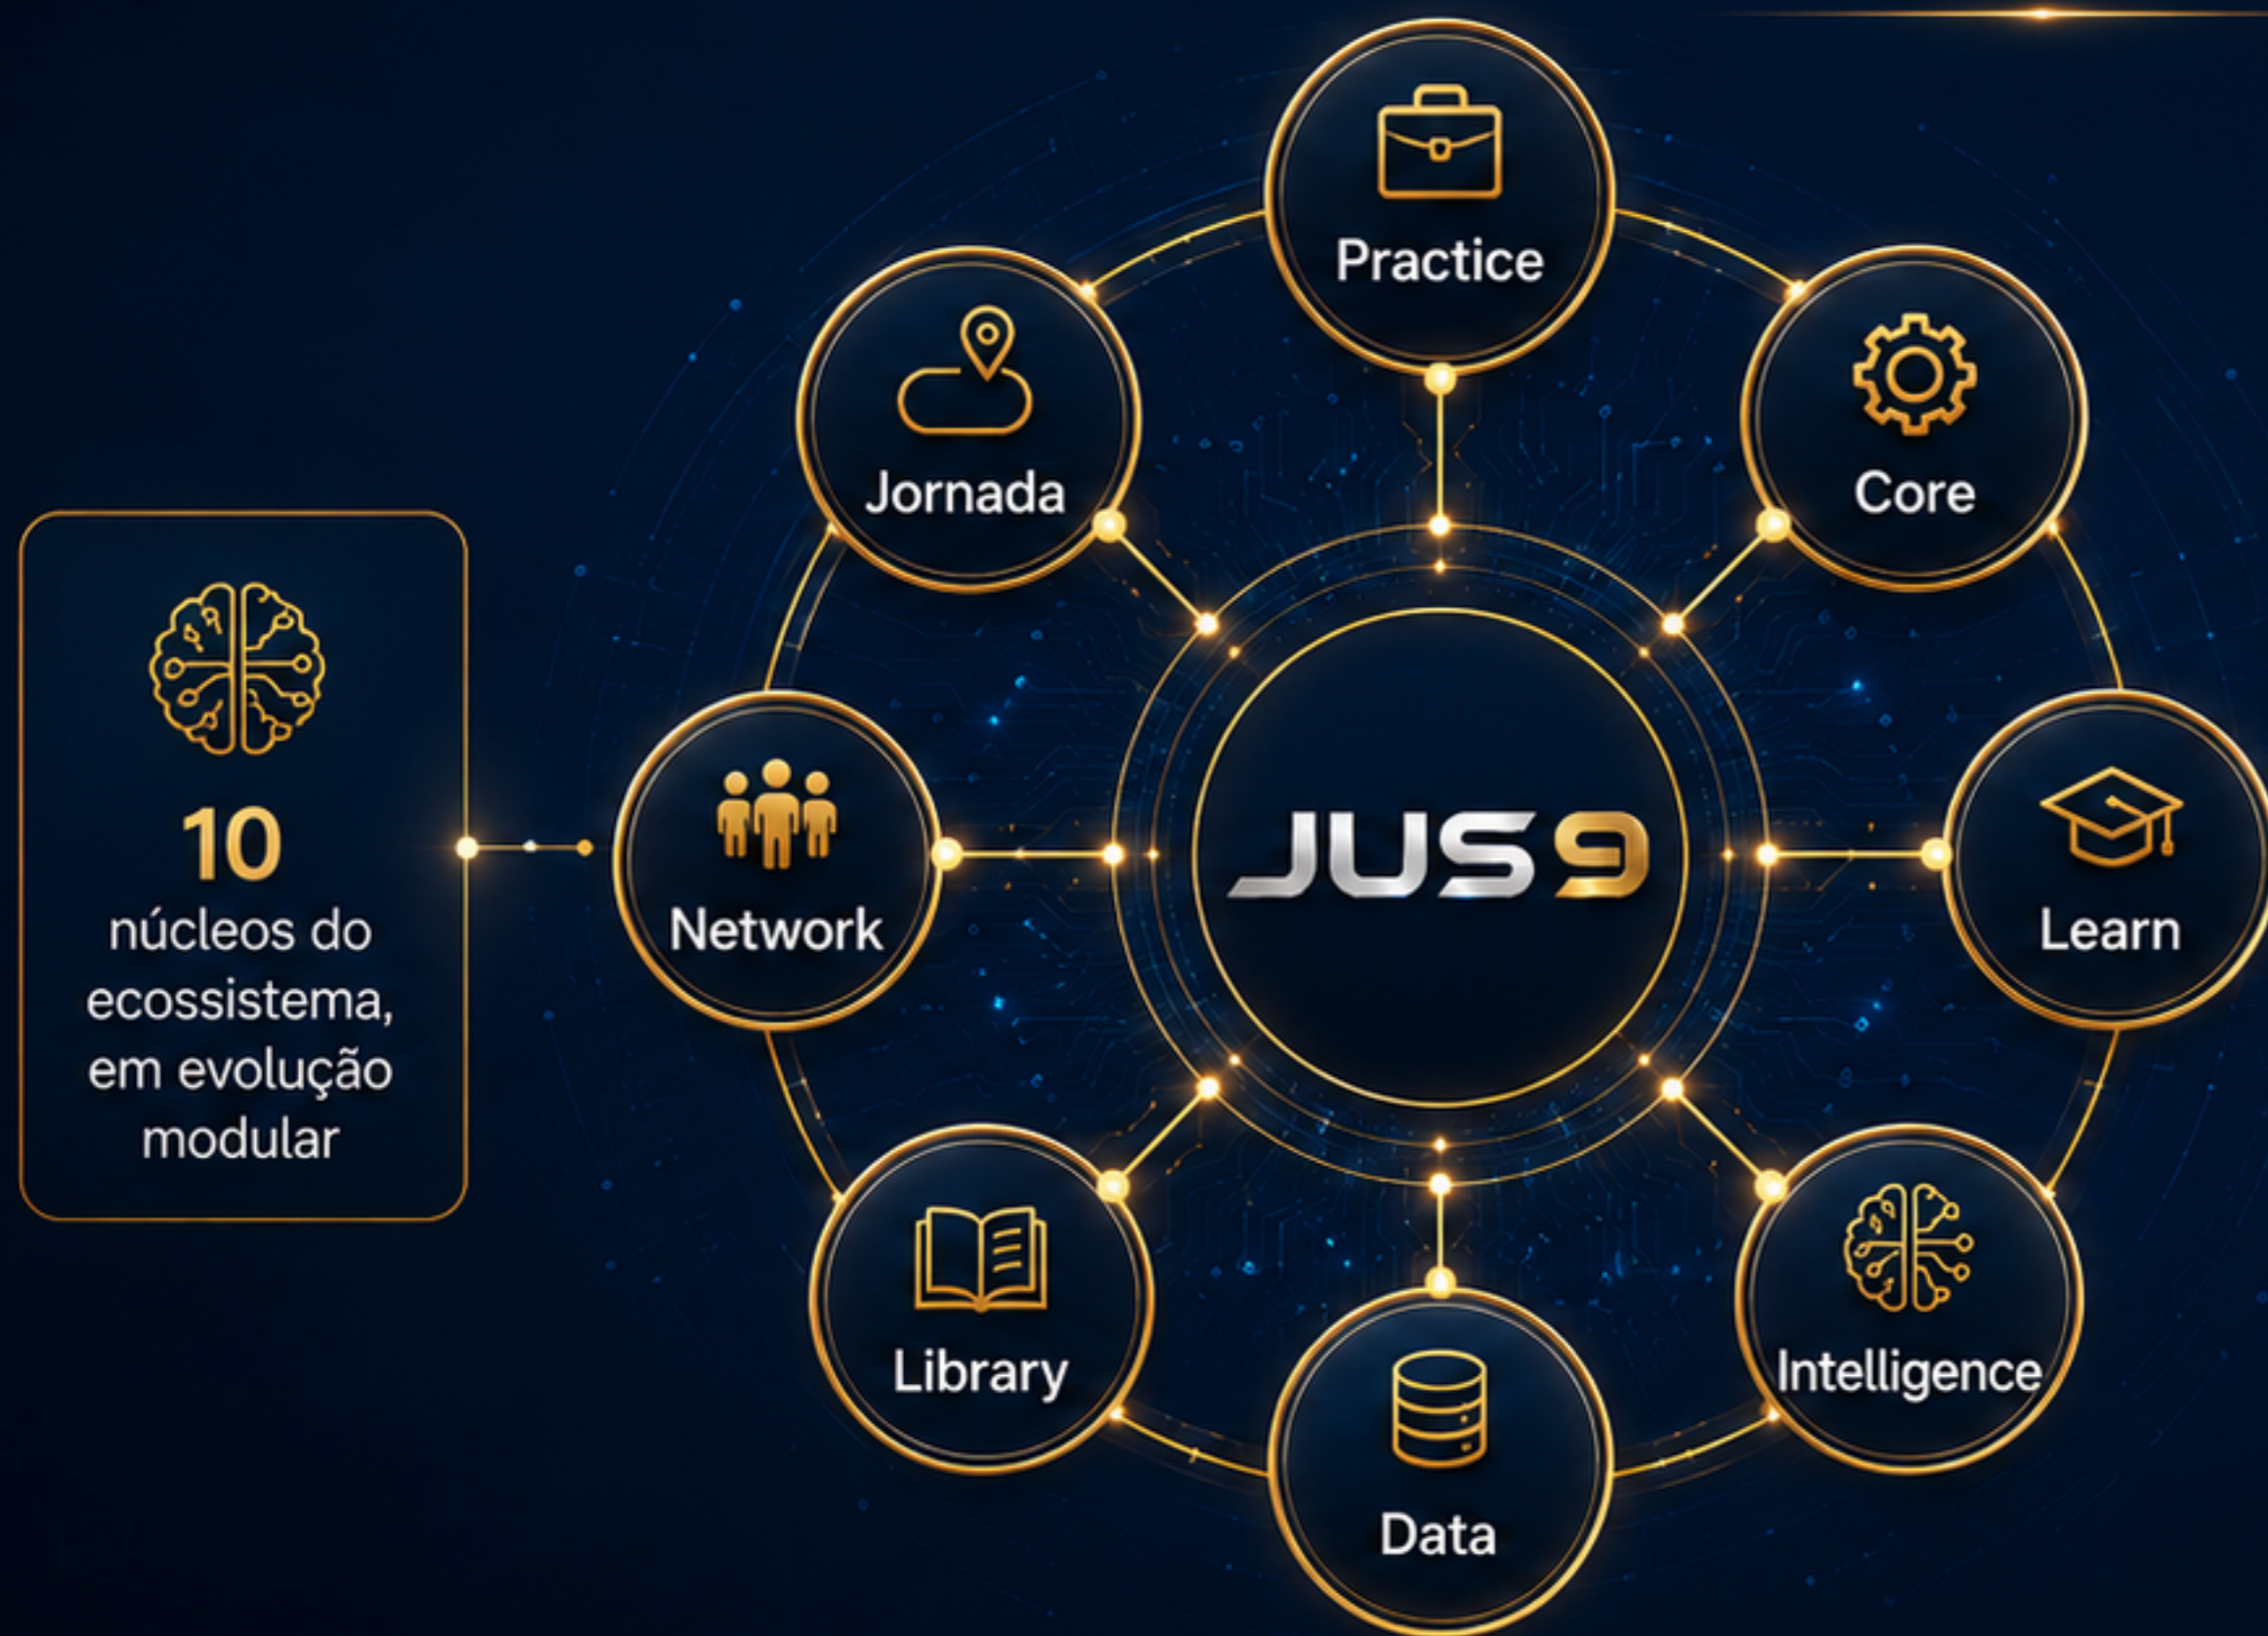 Practice
Jornada
Core
10
núcleos do
ecossistema,
em evolução
modular
Network
JUS9
Learn
Library
Intelligence
Data